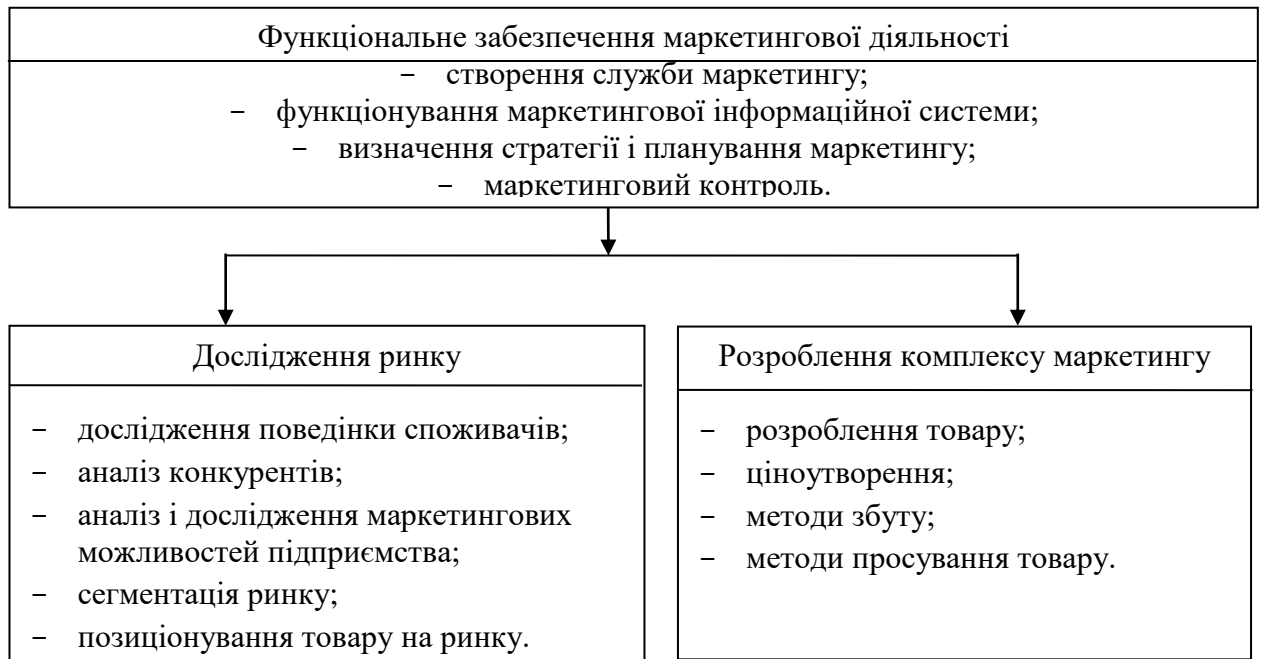 Функціональне забезпечення маркетингової діяльності
− створення служби маркетингу;
− функціонування маркетингової інформаційної системи;
− визначення стратегії і планування маркетингу;
− маркетинговий контроль.
Дослідження ринку
− дослідження поведінки споживачів;
− аналіз конкурентів;
− аналіз і дослідження маркетингових
можливостей підприємства;
− сегментація ринку;
− позиціонування товару на ринку.
Розроблення комплексу маркетингу
− розроблення товару;
− ціноутворення;
− методи збуту;
− методи просування товару.